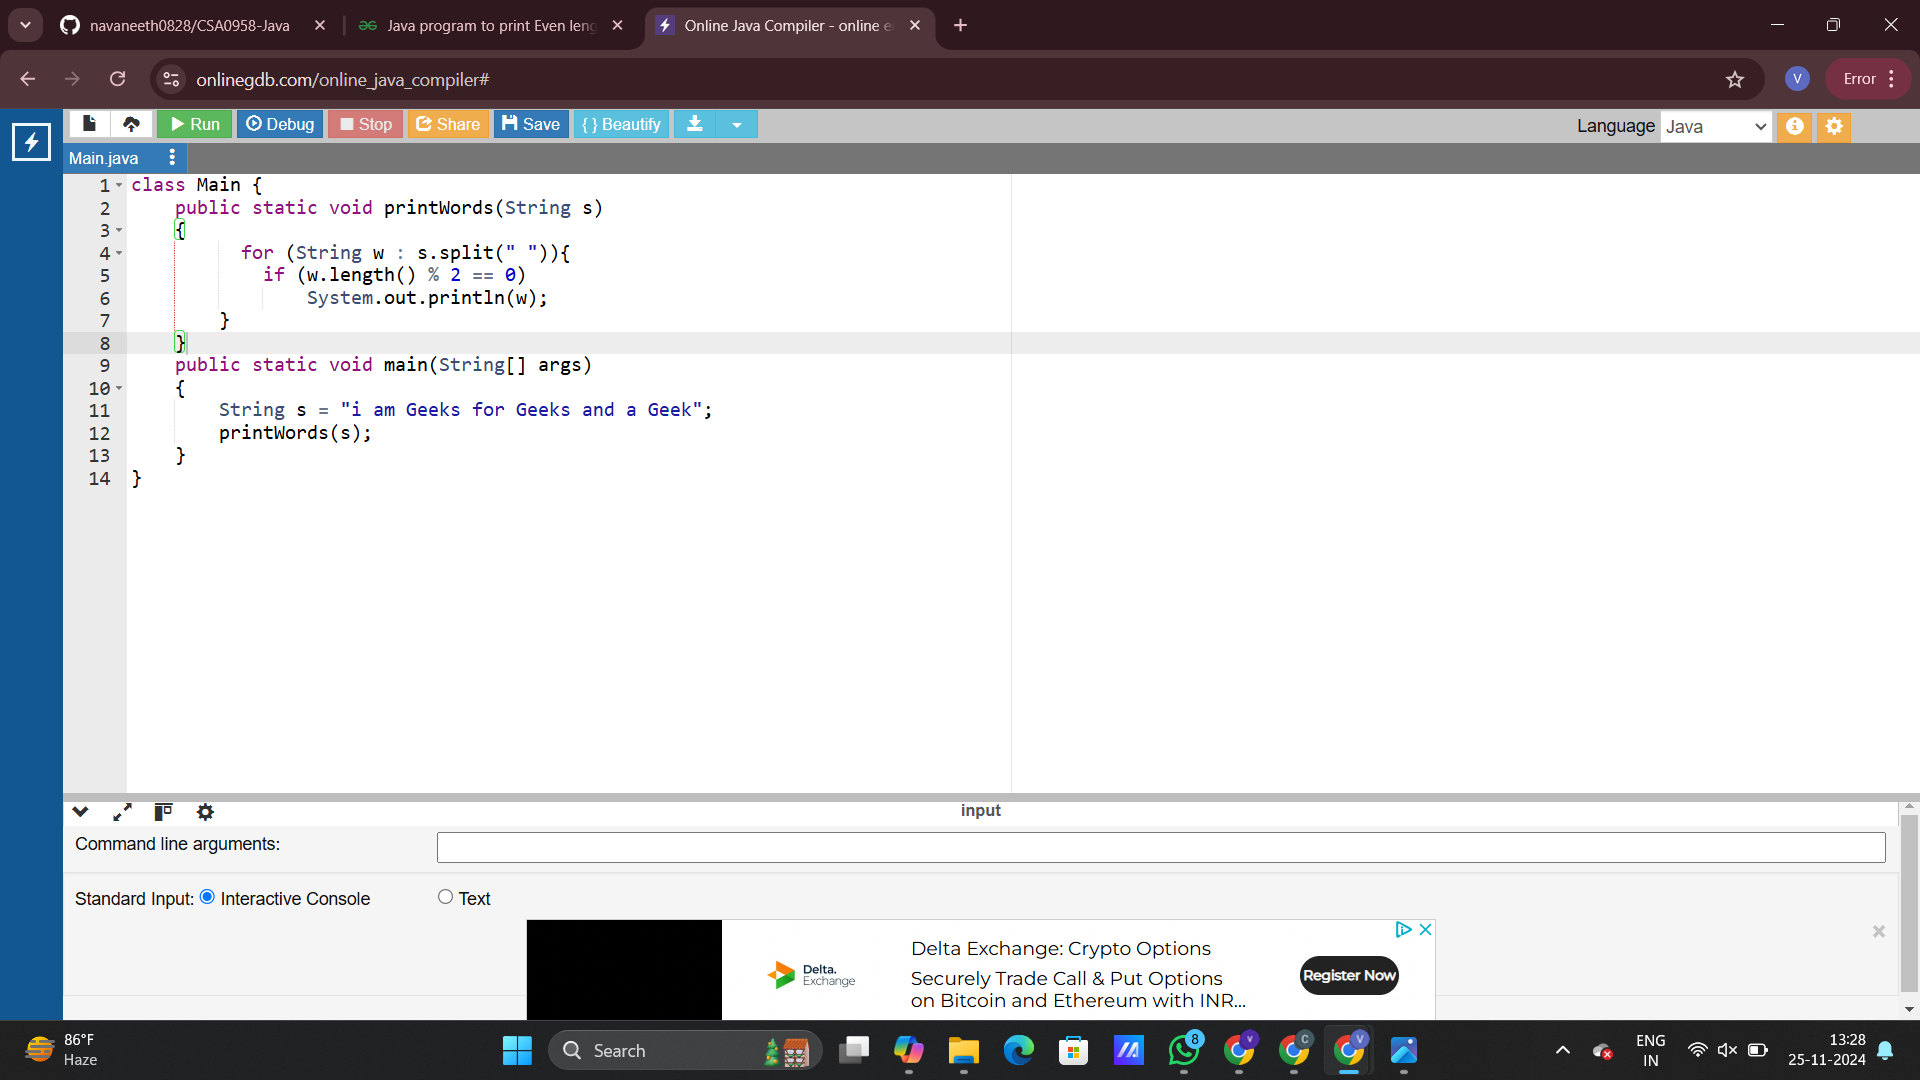 navaneeth0828/CSA0958-Java
Java program to print Even leng
Online Java Compiler - online e
onlinegdb.com/online_java_compiler#
V
Error
Run
Debug
Stop
Share
Save
{ } Beautify
Language
Java
Main.java
1 class Main {
2 public static void printWords(String s)
3 {
4 for (String w : s.split(" ")){
5 if (w.length() % 2 == 0)
6 System.out.println(w);
7 }
8 }
9 public static void main(String[] args)
10 {
11 String s = "i am Geeks for Geeks and a Geek";
12 printWords(s);
13 }
14 }
input
Command line arguments:
Standard Input: Interactive Console Text
Delta.
Exchange
Delta Exchange: Crypto Options
Securely Trade Call & Put Options
on Bitcoin and Ethereum with INR...
Register Now
86°F
Haze
Search
8
V
C
V
ENG
IN
13:28
25-11-2024